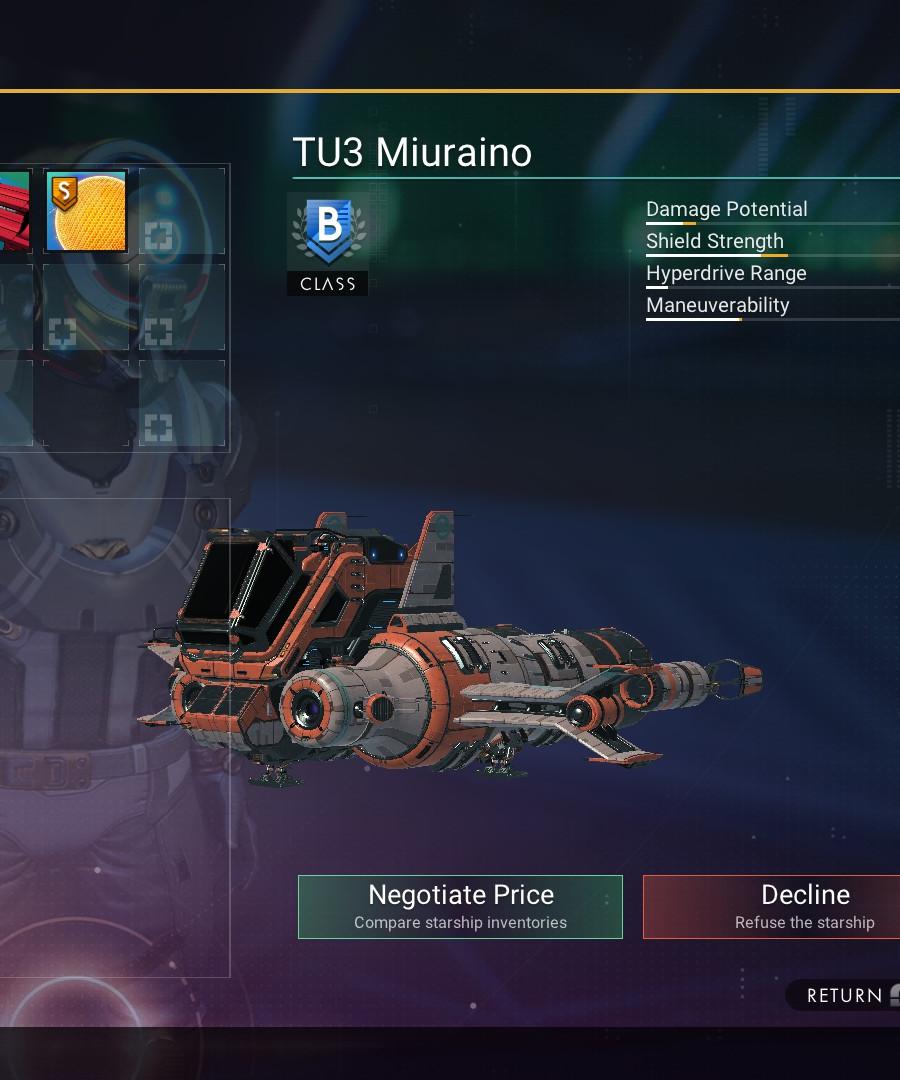 TU3 Miuraino
S
B
CLASS
Damage Potential
Shield Strength
Hyperdrive Range
Maneuverability
Negotiate Price
Compare starship inventories
Decline
Refuse the starship
RETURN